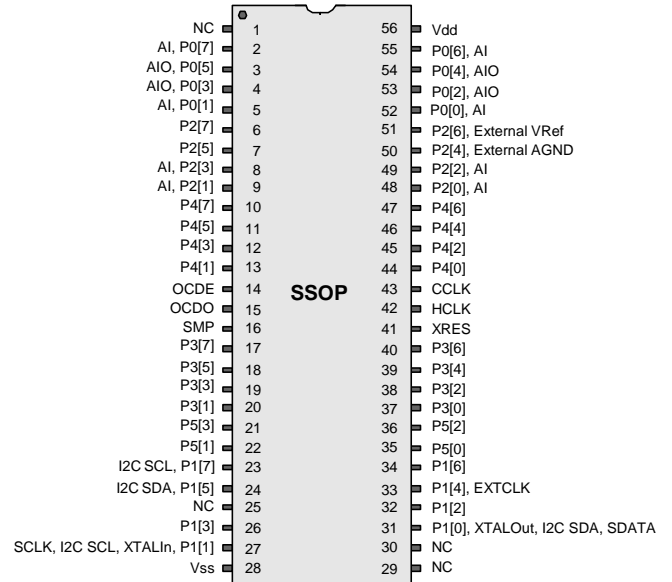 NC 1 56 Vdd
AI, P0[7] 2 55 P0[6], AI
AIO, P0[5] 3 54 P0[4], AIO
AIO, P0[3] 4 53 P0[2], AIO
AI, P0[1] 5 52 P0[0], AI
P2[7] 6 51 P2[6], External VRef
P2[5] 7 50 P2[4], External AGND
AI, P2[3] 8 49 P2[2], AI
AI, P2[1] 9 48 P2[0], AI
P4[7] 10 47 P4[6]
P4[5] 11 46 P4[4]
P4[3] 12 45 P4[2]
P4[1] 13 44 P4[0]
OCDE 14 SSOP 43 CCLK
OCDO 15 42 HCLK
SMP 16 41 XRES
P3[7] 17 40 P3[6]
P3[5] 18 39 P3[4]
P3[3] 19 38 P3[2]
P3[1] 20 37 P3[0]
P5[3] 21 36 P5[2]
P5[1] 22 35 P5[0]
I2C SCL, P1[7] 23 34 P1[6]
I2C SDA, P1[5] 24 33 P1[4], EXTCLK
NC 25 32 P1[2]
P1[3] 26 31 P1[0], XTALOut, I2C SDA, SDATA
SCLK, I2C SCL, XTALIn, P1[1] 27 30 NC
Vss 28 29 NC